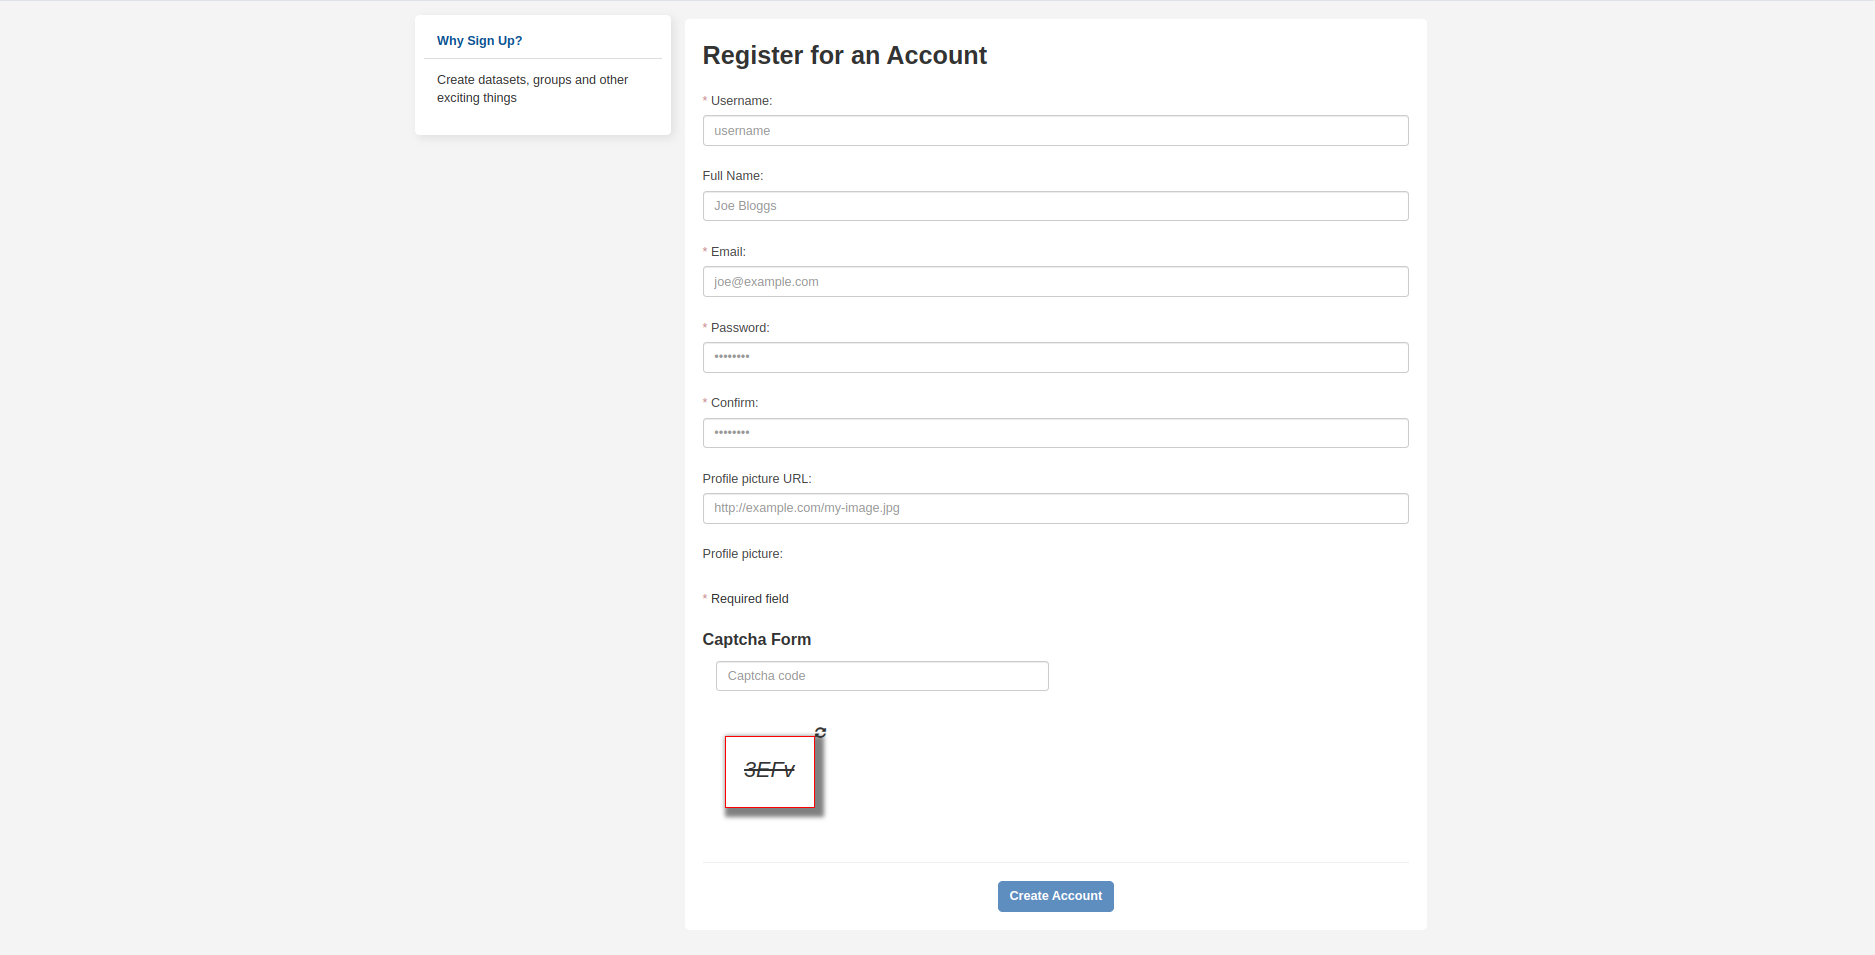 Why Sign Up?
Create datasets, groups and other
exciting things
Register for an Account
* Username:
username
Full Name:
Joe Bloggs
* Email:
joe@example.com
* Password:
••••••••
* Confirm:
••••••••
Profile picture URL:
http://example.com/my-image.jpg
Profile picture:
* Required field
Captcha Form
Captcha code
3EFv
Create Account